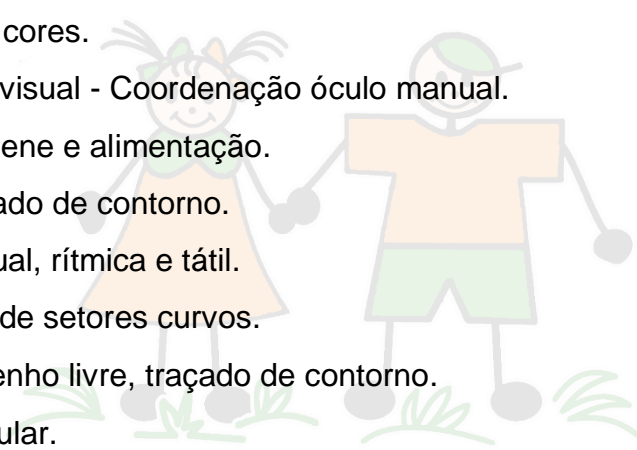 cores.
visual - Coordenação óculo manual.
ene e alimentação.
ado de contorno.
ual, rítmica e tátil.
de setores curvos.
enho livre, traçado de contorno.
ular.